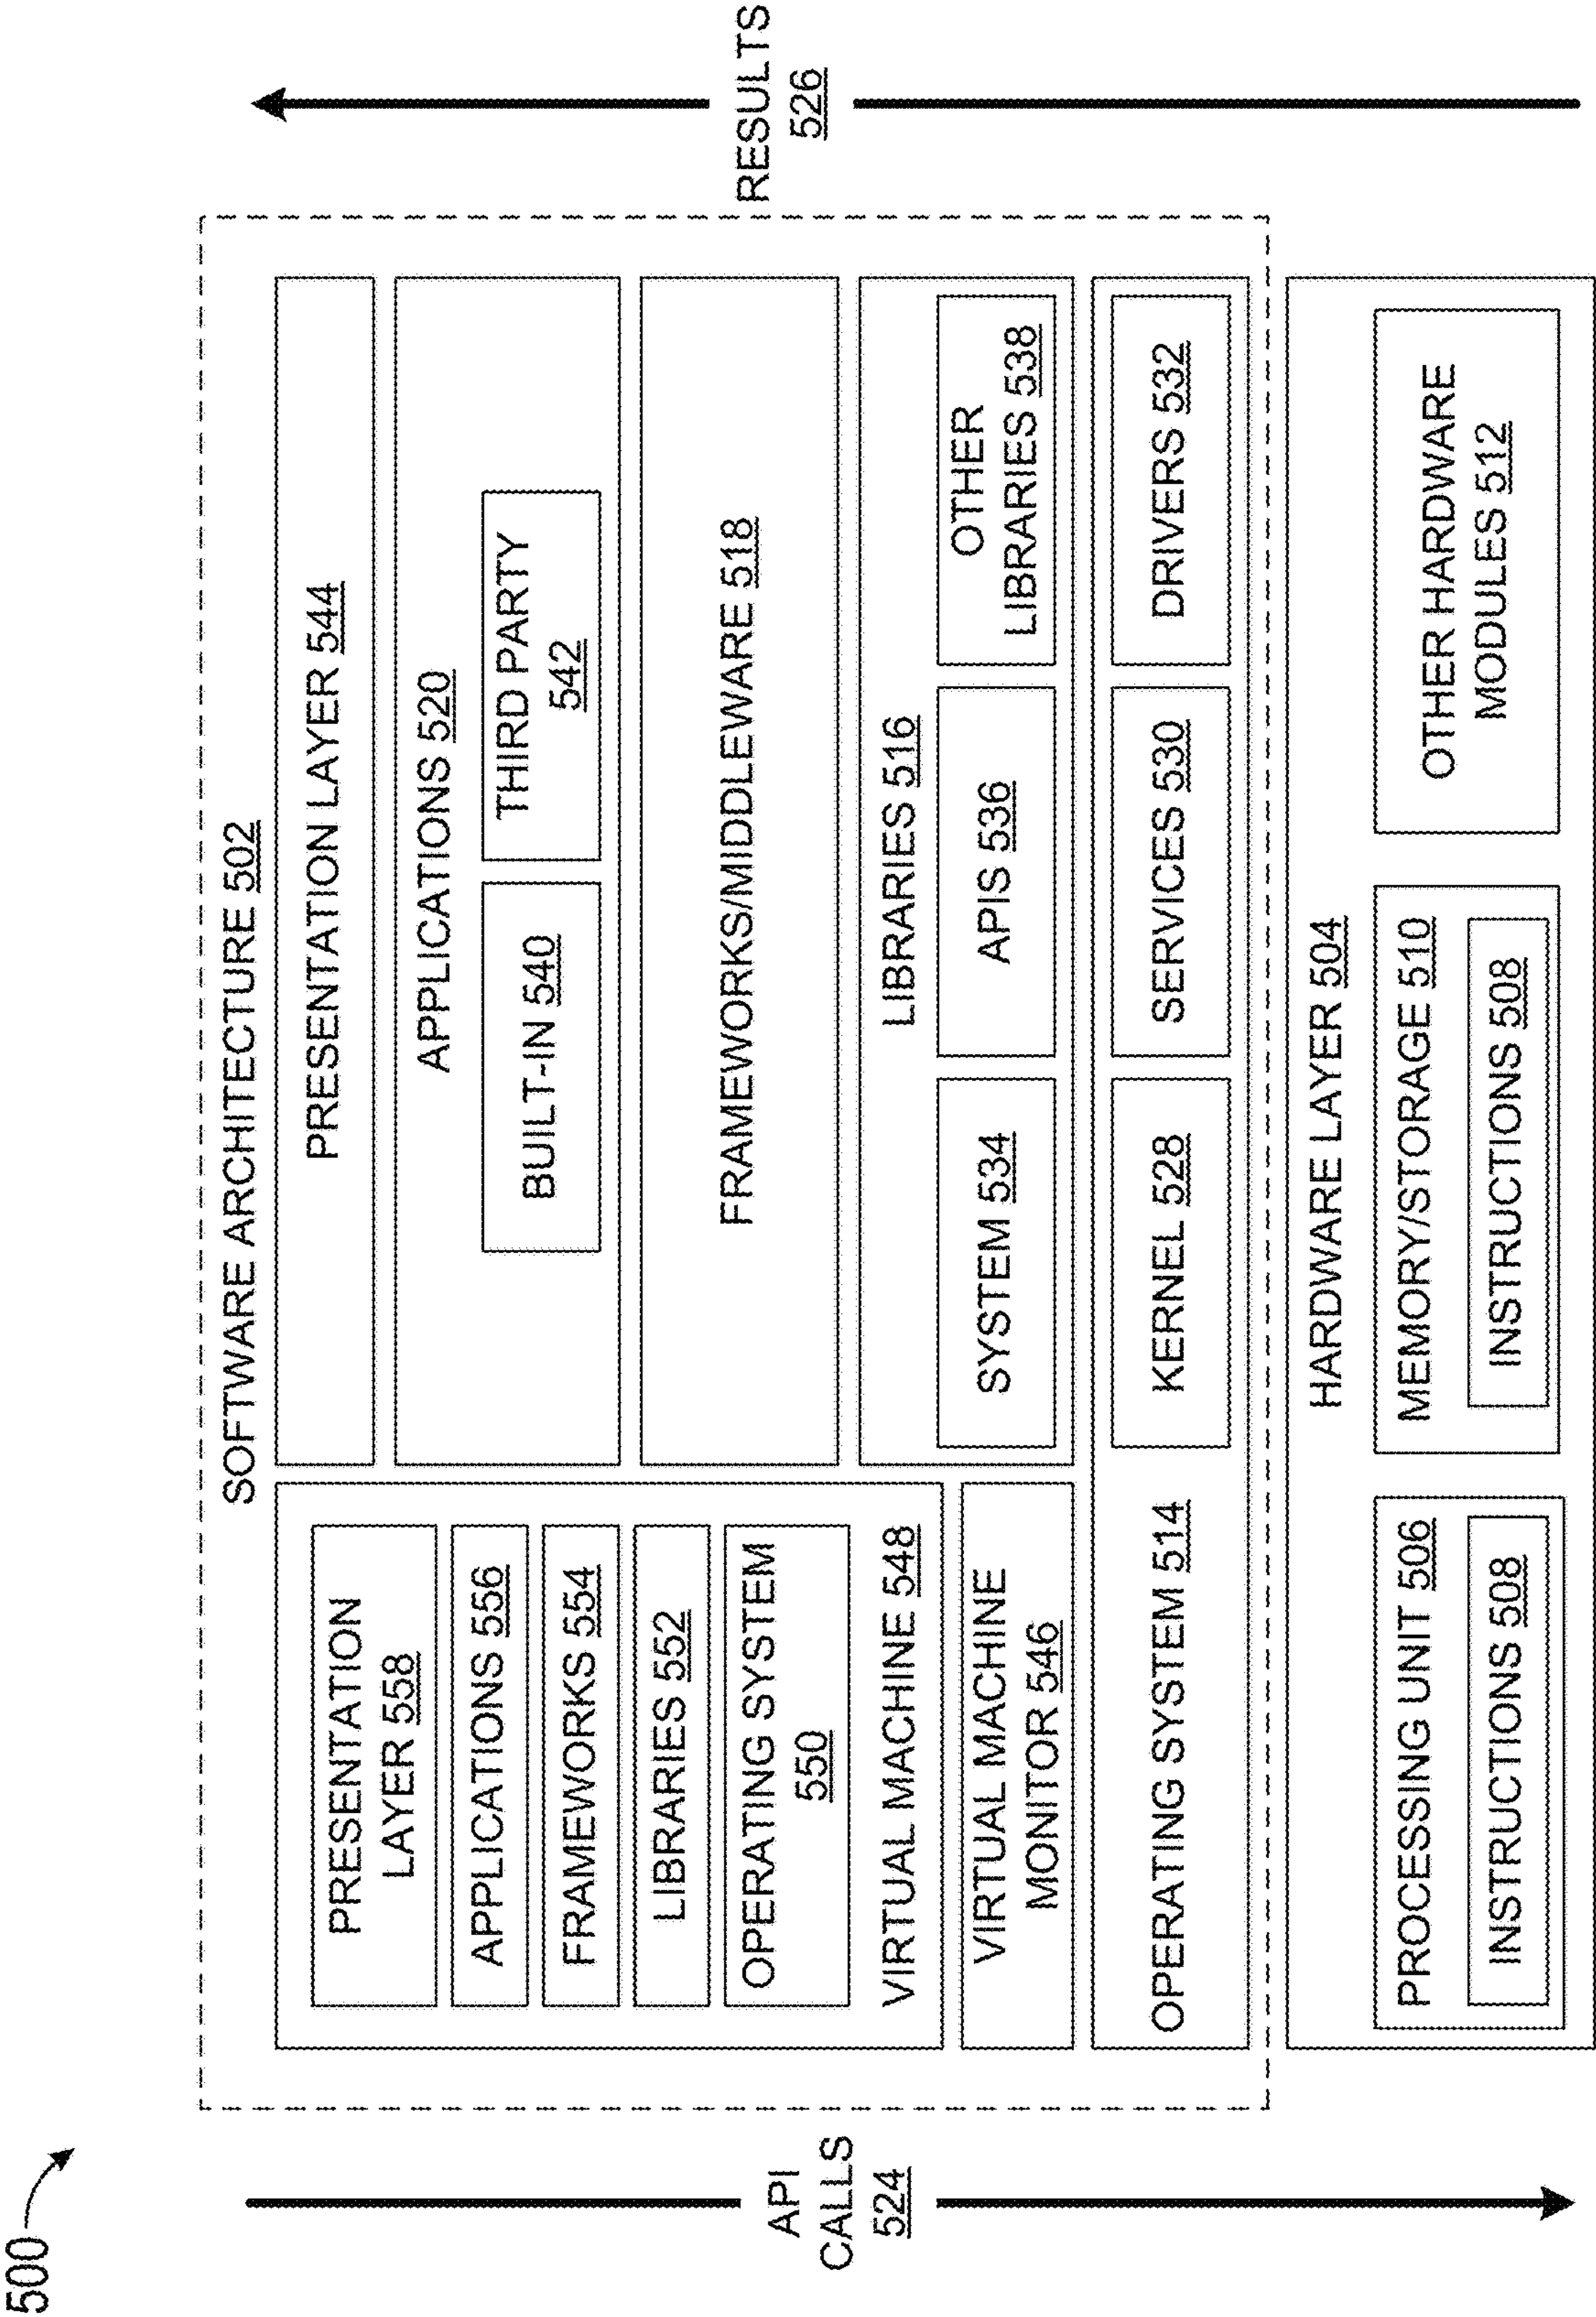 500
SOFTWARE ARCHITECTURE 502
PRESENTATION
LAYER 558
APPLICATIONS 556
FRAMEWORKS 554
LIBRARIES 552
OPERATING SYSTEM
550
VIRTUAL MACHINE 548
VIRTUAL MACHINE
MONITOR 546
PRESENTATION LAYER 544
APPLICATIONS 520
BUILT-IN 540
THIRD PARTY
542
FRAMEWORKS/MIDDLEWARE 518
LIBRARIES 516
SYSTEM 534
APIS 536
OTHER
LIBRARIES 538
OPERATING SYSTEM 514
KERNEL 528
SERVICES 530
DRIVERS 532
API
CALLS
524
RESULTS
526
HARDWARE LAYER 504
PROCESSING UNIT 506
INSTRUCTIONS 508
MEMORY/STORAGE 510
INSTRUCTIONS 508
OTHER HARDWARE
MODULES 512